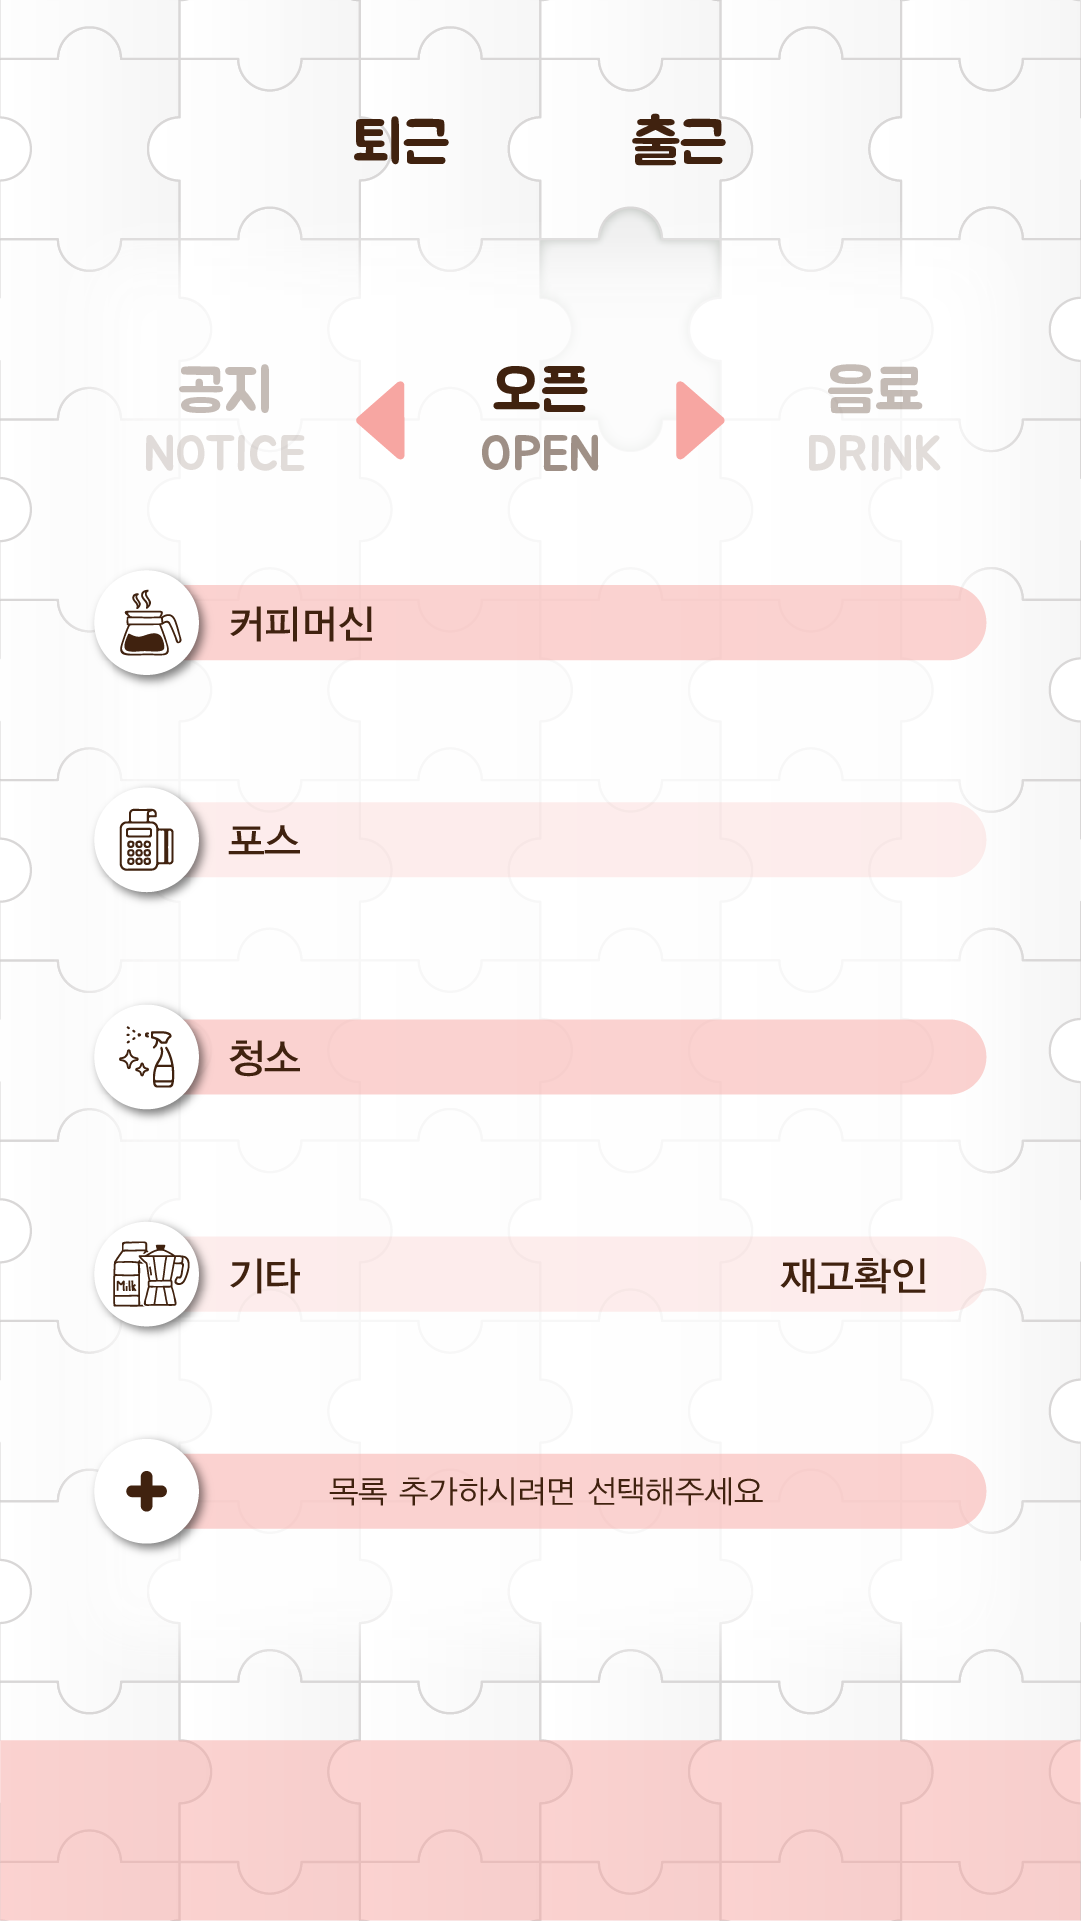 퇴근 출근
공지 오픈 음료
NOTICE OPEN DRINK
커피머신
포스
청소
Milk
기타 재고확인
목록 추가하시려면 선택해주세요